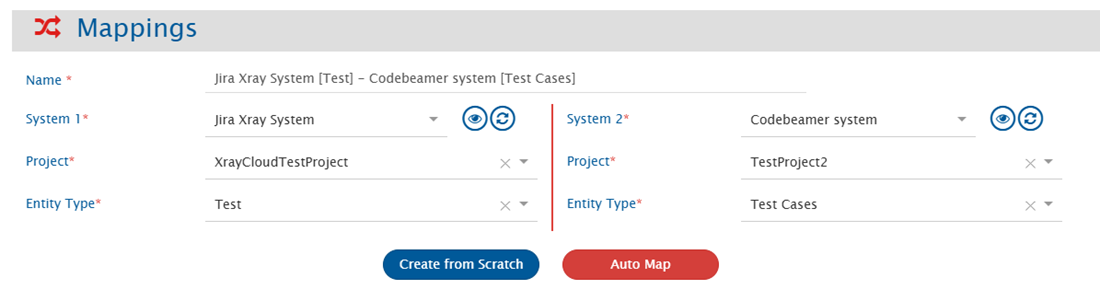 Mappings
Name * Jira Xray System [Test] – Codebeamer system [Test Cases]
System 1* Jira Xray System System 2* Codebeamer system
Project* XrayCloudTestProject Project* TestProject2
Entity Type* Test Entity Type* Test Cases
Create from Scratch Auto Map